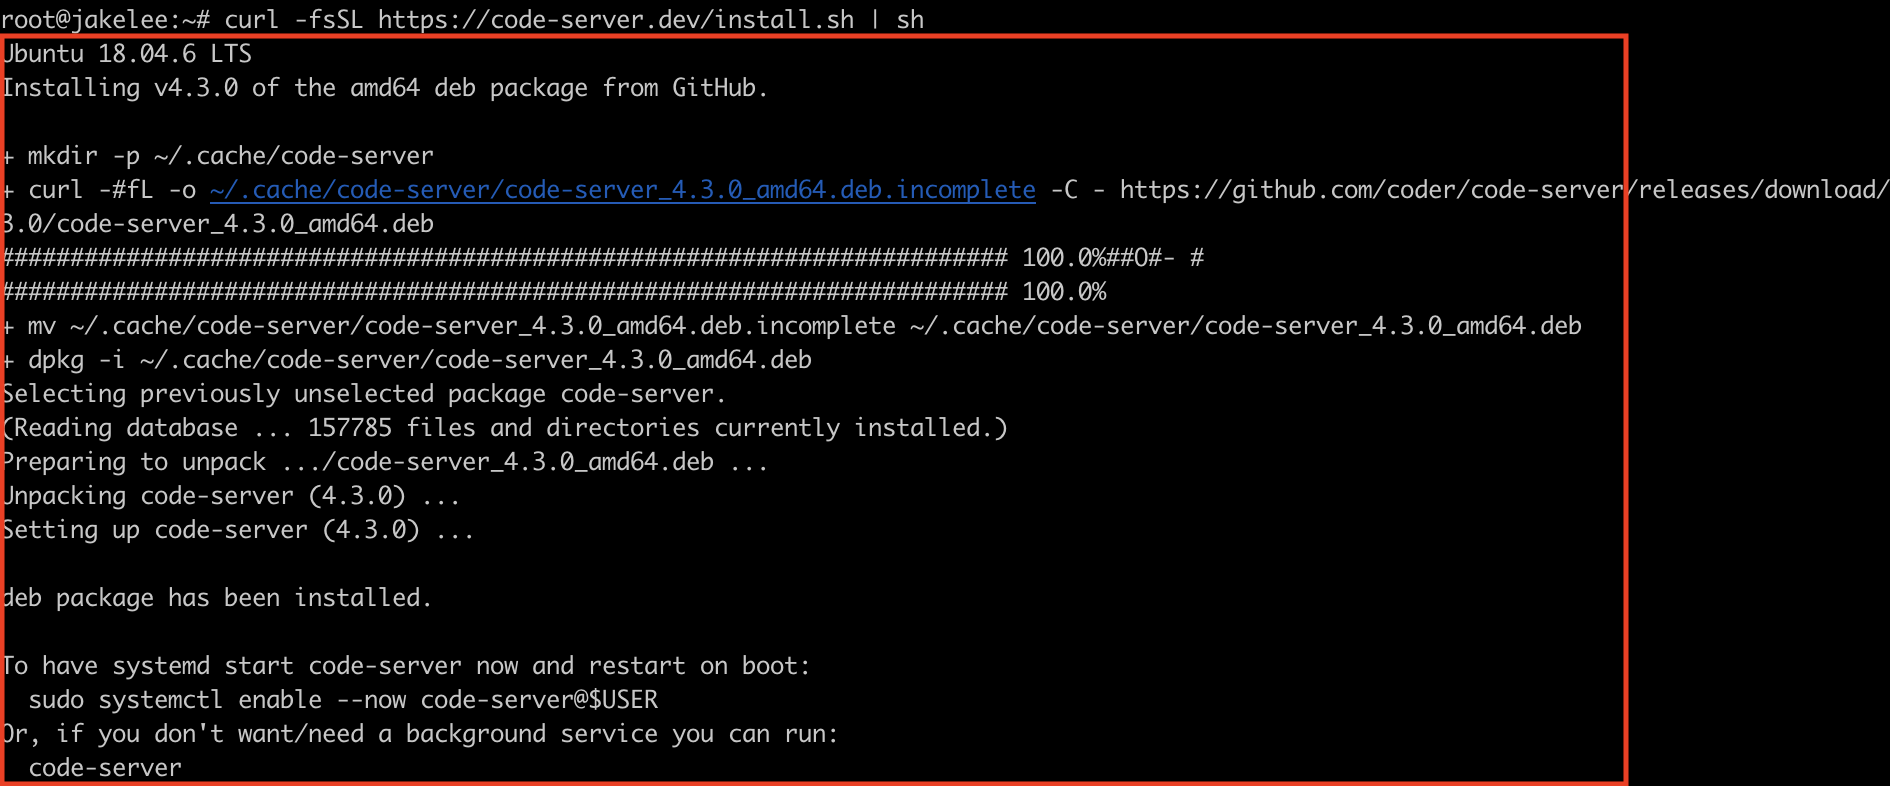 root@jakelee:~# curl -fsSL https://code-server.dev/install.sh | sh
Ubuntu 18.04.6 LTS
Installing v4.3.0 of the amd64 deb package from GitHub.
+ mkdir -p ~/.cache/code-server
+ curl -#fL -o ~/.cache/code-server/code-server_4.3.0_amd64.deb.incomplete -C - https://github.com/coder/code-server/releases/download/
3.0/code-server_4.3.0_amd64.deb
######################################################################## 100.0%##O#- #
######################################################################## 100.0%
+ mv ~/.cache/code-server/code-server_4.3.0_amd64.deb.incomplete ~/.cache/code-server/code-server_4.3.0_amd64.deb
+ dpkg -i ~/.cache/code-server/code-server_4.3.0_amd64.deb
Selecting previously unselected package code-server.
(Reading database ... 157785 files and directories currently installed.)
Preparing to unpack .../code-server_4.3.0_amd64.deb ...
Unpacking code-server (4.3.0) ...
Setting up code-server (4.3.0) ...
deb package has been installed.
To have systemd start code-server now and restart on boot:
  sudo systemctl enable --now code-server@$USER
Or, if you don't want/need a background service you can run:
  code-server